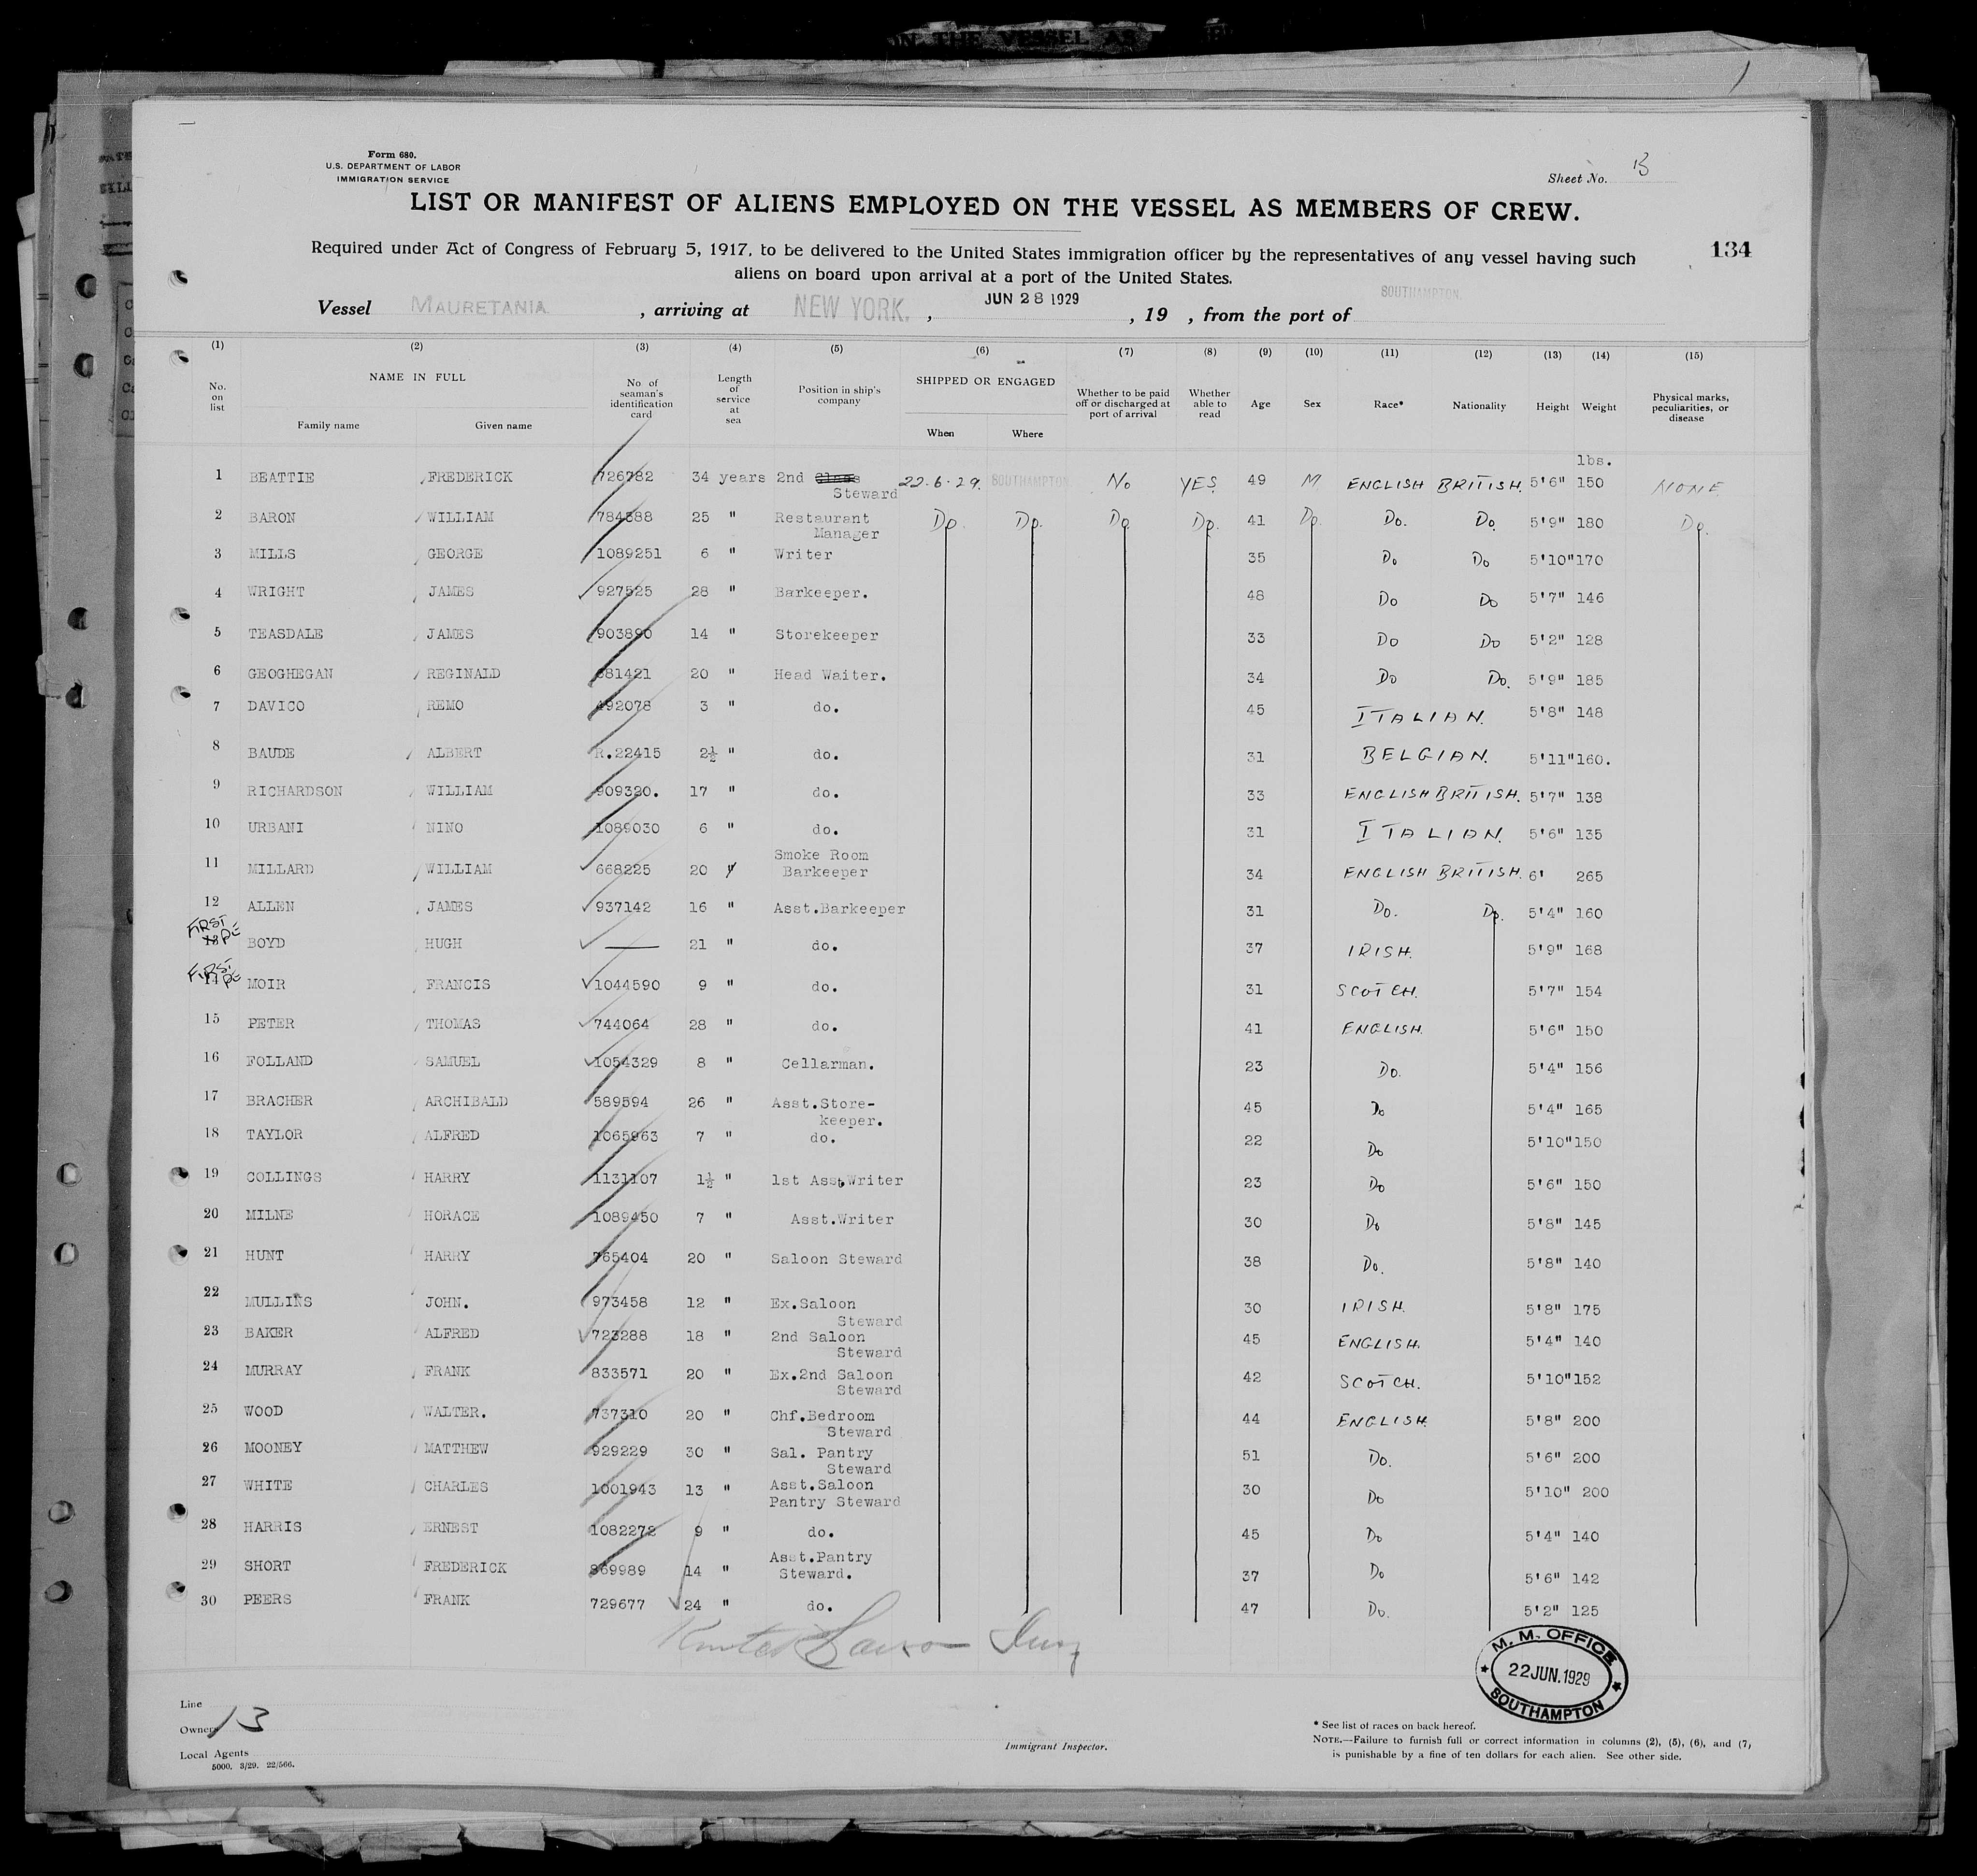 Form 680.
U.S. DEPARTMENT OF LABOR
IMMIGRATION SERVICE
Sheet No. B
LIST OR MANIFEST OF ALIENS EMPLOYED ON THE VESSEL AS MEMBERS OF CREW.
Required under Act of Congress of February 5, 1917, to be delivered to the United States immigration officer by the representatives of any vessel having such
aliens on board upon arrival at a port of the United States.
134
Vessel MAURETANIA, arriving at NEW YORK., JUN 28 1929, 19 , from the port of SOUTHAMPTON.
(1) (2) (3) (4) (5) (6) (7) (8) (9) (10) (11) (12) (13) (14) (15)
No. on list NAME IN FULL Family name Given name No. of seaman's identification card Length of service at sea Position in ship's company SHIPPED OR ENGAGED When Where Whether to be paid off or discharged at port of arrival Whether able to read Age Sex Race* Nationality Height Weight Physical marks, peculiarities, or disease
lbs.
1 BEATTIE FREDERICK 726782 34 years 2nd Class Steward 22.6.29. SOUTHAMPTON No YES 49 M ENGLISH BRITISH. 5'6" 150 NONE
2 BARON WILLIAM 784588 25 " Restaurant Manager Do. Do. Do Do. 41 Do. Do. Do. 5'9" 180 Do.
3 MILLS GEORGE 1089251 6 " Writer 35 Do Do 5'10" 170
4 WRIGHT JAMES 927525 28 " Barkeeper. 48 Do Do 5'7" 146
5 TEASDALE JAMES 903890 14 " Storekeeper 33 Do Do 5'2" 128
6 GEOGHEGAN REGINALD 681421 20 " Head Waiter. 34 Do Do. 5'9" 185
7 DAVICO REMO 492078 3 " do. 45 ITALIAN. 5'8" 148
8 BAUDE ALBERT R.22415 2½ " do. 31 BELGIAN. 5'11" 160.
9 RICHARDSON WILLIAM 909320. 17 " do. 33 ENGLISH BRITISH. 5'7" 138
10 URBANI NINO 1089030 6 " do. 31 ITALIAN. 5'6" 135
11 MILLARD WILLIAM 668225 20 " Smoke Room Barkeeper 34 ENGLISH BRITISH. 6' 265
12 ALLEN JAMES 937142 16 " Asst.Barkeeper 31 Do. Do. 5'4" 160
FIRST PE
13 BOYD HUGH — 21 " do. 37 IRISH. 5'9" 168
FIRST PE
14 MOIR FRANCIS 1044590 9 " do. 31 SCOTCH. 5'7" 154
15 PETER THOMAS 744064 28 " do. 41 ENGLISH. 5'6" 150
16 FOLLAND SAMUEL 1054329 8 " Cellarman. 23 Do. 5'4" 156
17 BRACHER ARCHIBALD 589594 26 " Asst.Store-keeper. 45 Do 5'4" 165
18 TAYLOR ALFRED 1065963 7 " do. 22 Do 5'10" 150
19 COLLINGS HARRY 1131107 1½ " 1st Asst.Writer 23 Do 5'6" 150
20 MILNE HORACE 1089450 7 " Asst.Writer 30 Do 5'8" 145
21 HUNT HARRY 765404 20 " Saloon Steward 38 Do. 5'8" 140
22 MULLINS JOHN. 973458 12 " Ex.Saloon Steward 30 IRISH. 5'8" 175
23 BAKER ALFRED 723288 18 " 2nd Saloon Steward 45 ENGLISH. 5'4" 140
24 MURRAY FRANK 833571 20 " Ex.2nd Saloon Steward 42 SCOTCH. 5'10" 152
25 WOOD WALTER. 737310 20 " Chf.Bedroom Steward 44 ENGLISH. 5'8" 200
26 MOONEY MATTHEW 929229 30 " Sal. Pantry Steward 51 Do. 5'6" 200
27 WHITE CHARLES 1001943 13 " Asst.Saloon Pantry Steward 30 Do 5'10" 200
28 HARRIS ERNEST 1082272 9 " do. 45 Do 5'4" 140
29 SHORT FREDERICK 869989 14 " Asst.Pantry Steward. 37 Do 5'6" 142
30 PEERS FRANK 729677 24 " do. 47 Do. 5'2" 125
M. M. OFFICE
22 JUN. 1929
SOUTHAMPTON
Line
Owners 13
Local Agents
5000. 3/29. 22/566.
Immigrant Inspector.
* See list of races on back hereof.
NOTE.—Failure to furnish full or correct information in columns (2), (5), (6), and (7)
is punishable by a fine of ten dollars for each alien. See other side.